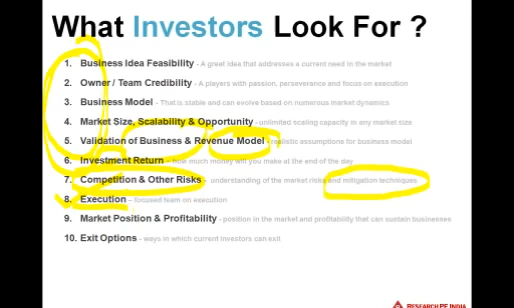 What Investors Look For ?
1. Business Idea Feasibility - A great idea that addresses a current need in the market
2. Owner / Team Credibility - A players with passion, perseverance and focus on execution
3. Business Model - That is stable and can evolve based on numerous market dynamics
4. Market Size, Scalability & Opportunity - unlimited scaling capacity in any market size
5. Validation of Business & Revenue Model - realistic assumptions for business model
6. Investment Return - how much money will you make at the end of the day
7. Competition & Other Risks - understanding of the market risks and mitigation techniques
8. Execution - focused team on execution
9. Market Position & Profitability - position in the market and profitability that can sustain businesses
10. Exit Options - ways in which current investors can exit
RESEARCH PE INDIA